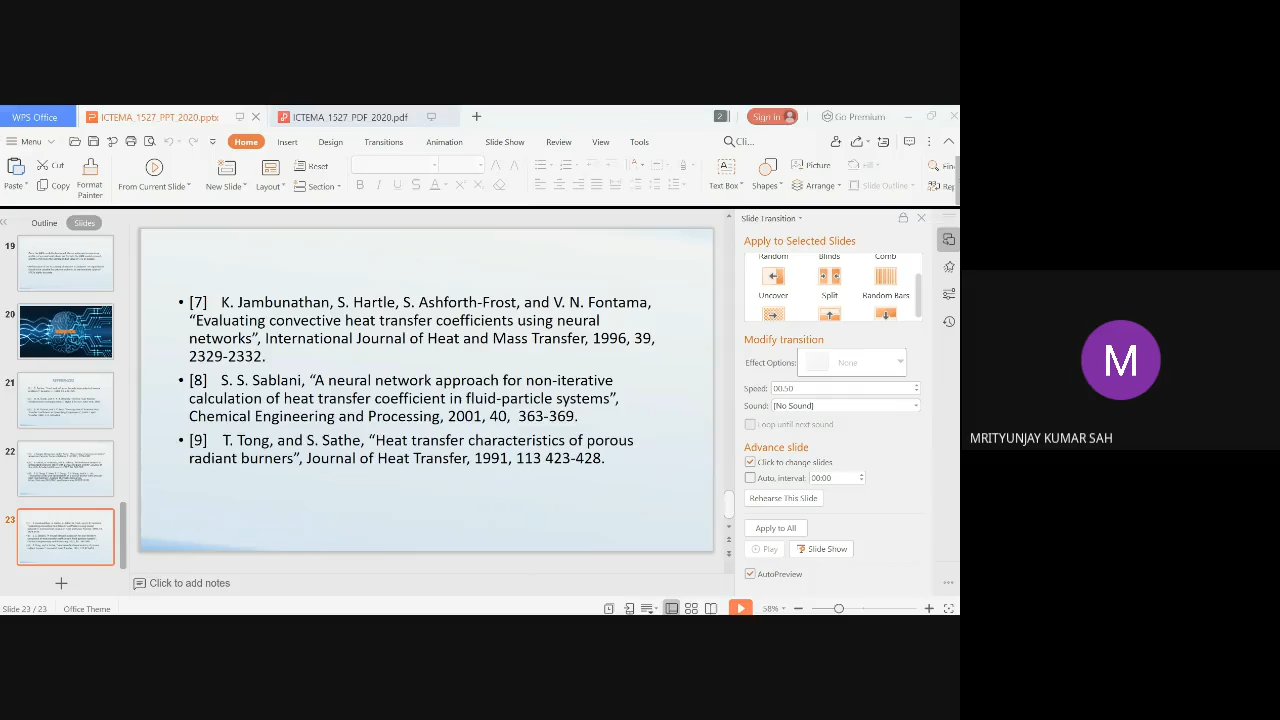 WPS Office
ICTEMA_1527_PPT_2020.pptx
ICTEMA_1527_PDF_2020.pdf
2
Sign in
Go Premium
Menu
Home
Insert
Design
Transitions
Animation
Slide Show
Review
View
Tools
Cli...
Paste
Cut
Copy
Format Painter
From Current Slide
New Slide
Layout
Reset
Section
B I U S A
Text Box
Shapes
Picture
Arrange
Fill
Slide Outline
Fin
Rep
Outline
Slides
19
20
21
22
23
• [7] K. Jambunathan, S. Hartle, S. Ashforth-Frost, and V. N. Fontama,
“Evaluating convective heat transfer coefficients using neural
networks”, International Journal of Heat and Mass Transfer, 1996, 39,
2329-2332.
• [8] S. S. Sablani, “A neural network approach for non-iterative
calculation of heat transfer coefficient in fluid-particle systems”,
Chemical Engineering and Processing, 2001, 40, 363-369.
• [9] T. Tong, and S. Sathe, “Heat transfer characteristics of porous
radiant burners”, Journal of Heat Transfer, 1991, 113 423-428.
Click to add notes
Slide Transition
Apply to Selected Slides
Random
Blinds
Comb
Uncover
Split
Random Bars
Modify transition
Effect Options:
None
Speed: 00.50
Sound: [No Sound]
Loop until next sound
Advance slide
Click to change slides
Auto, interval: 00:00
Rehearse This Slide
Apply to All
Play
Slide Show
AutoPreview
Slide 23 / 23
Office Theme
58%
M
MRITYUNJAY KUMAR SAH